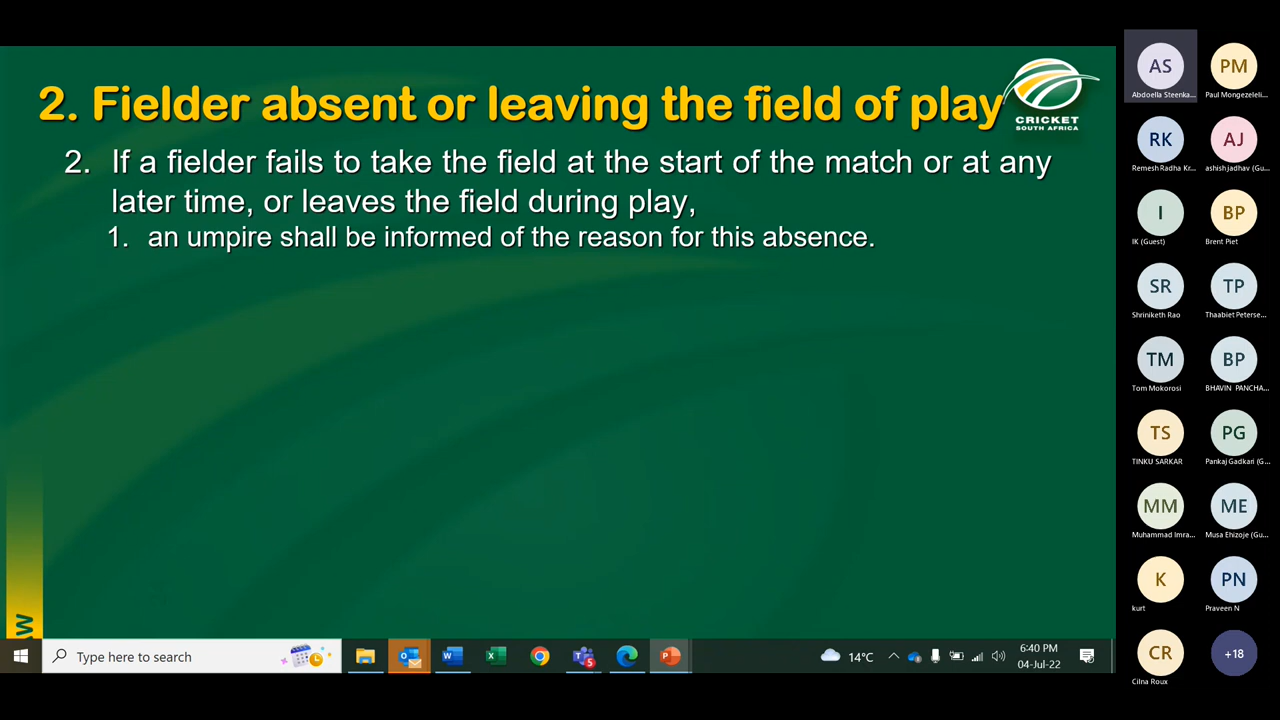 2. Fielder absent or leaving the field of play
CRICKET
SOUTH AFRICA
2. If a fielder fails to take the field at the start of the match or at any
later time, or leaves the field during play,
1. an umpire shall be informed of the reason for this absence.
W
Type here to search
14°C
6:40 PM
04-Jul-22
AS
Abdoella Steenka...
PM
Paul Mongezeleli...
RK
Remesh Radha Kr...
AJ
ashish jadhav (Gu...
I
IK (Guest)
BP
Brent Piet
SR
Shriniketh Rao
TP
Thaabiet Peterse...
TM
Tom Mokorosi
BP
BHAVIN PANCHA...
TS
TINKU SARKAR
PG
Pankaj Gadkari (G...
MM
Muhammad Imra...
ME
Musa Ehizoje (Gu...
K
kurt
PN
Praveen N
CR
Cilna Roux
+18